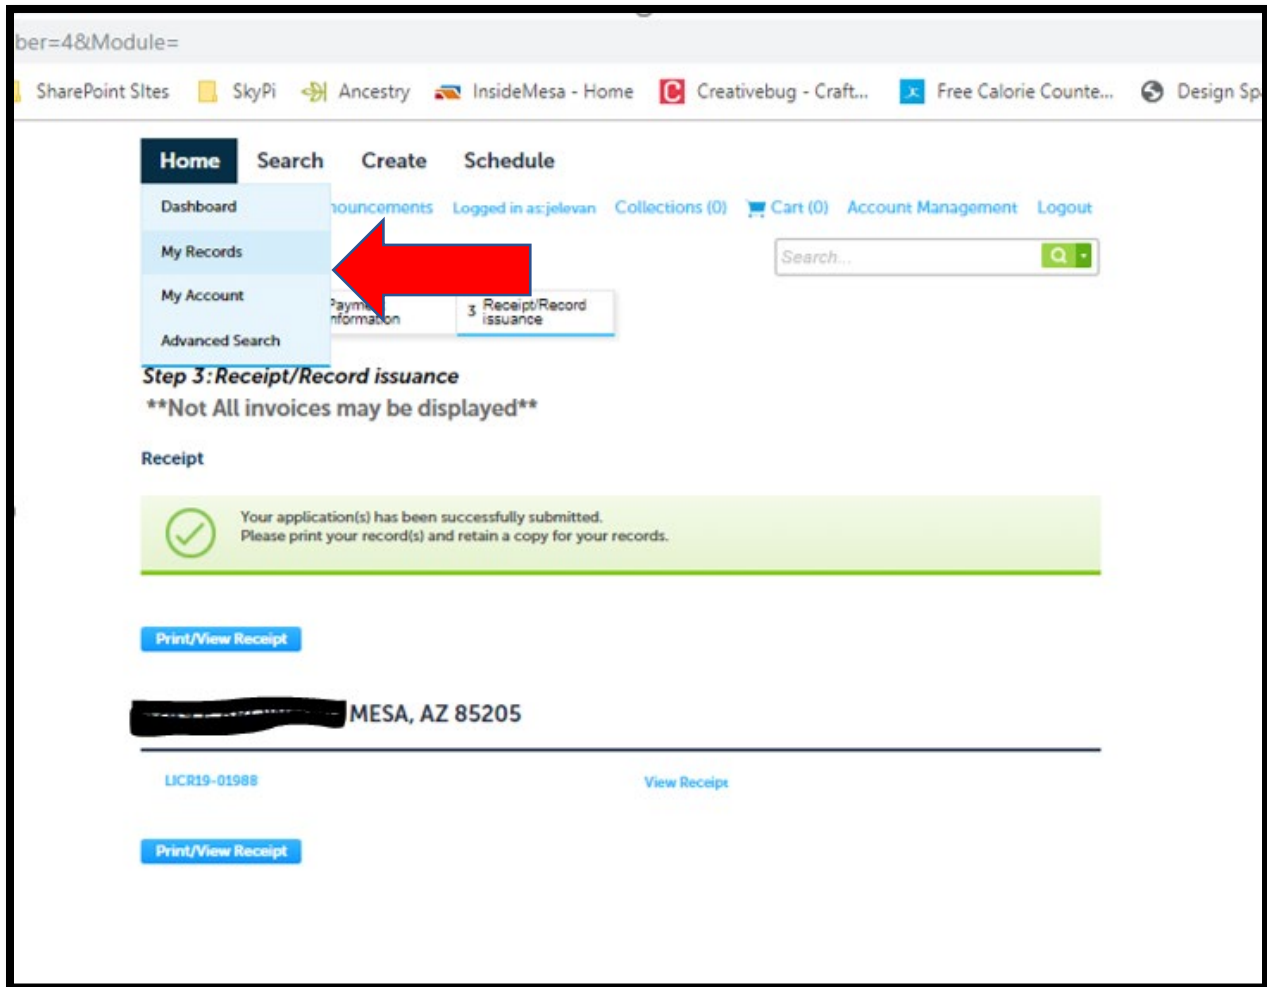 ber=4&Module=
SharePoint SItes SkyPi Ancestry InsideMesa - Home Creativebug - Craft... Free Calorie Counte... Design Sp
Home Search Create Schedule
Dashboard nouncements Logged in as:jelevan Collections (0) Cart (0) Account Management Logout
My Records Search...
My Account
Advanced Search
3 Receipt/Record
issuance
Step 3:Receipt/Record issuance
**Not All invoices may be displayed**
Receipt
Your application(s) has been successfully submitted.
Please print your record(s) and retain a copy for your records.
Print/View Receipt
MESA, AZ 85205
LICR19-01988 View Receipt
Print/View Receipt